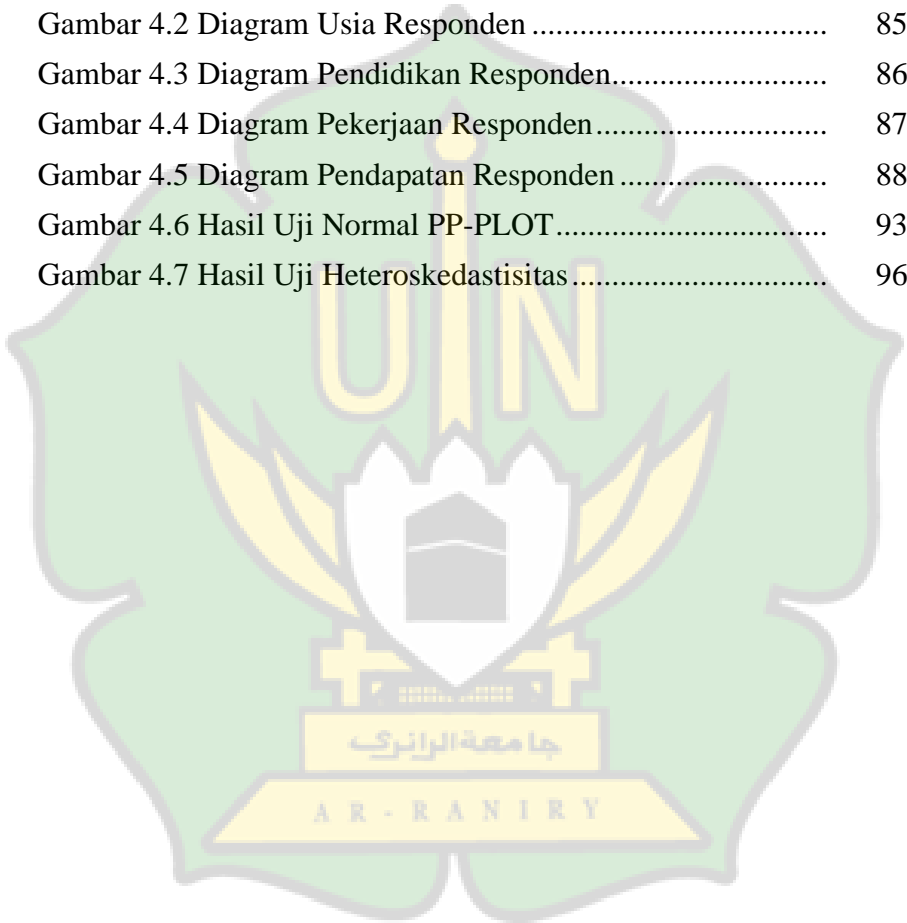 Gambar 4.2 Diagram Usia Responden ..................................... 85
Gambar 4.3 Diagram Pendidikan Responden........................... 86
Gambar 4.4 Diagram Pekerjaan Responden............................. 87
Gambar 4.5 Diagram Pendapatan Responden .......................... 88
Gambar 4.6 Hasil Uji Normal PP-PLOT.................................. 93
Gambar 4.7 Hasil Uji Heteroskedastisitas................................ 96
UIN
جامعة الرانري
AR-RANIRY